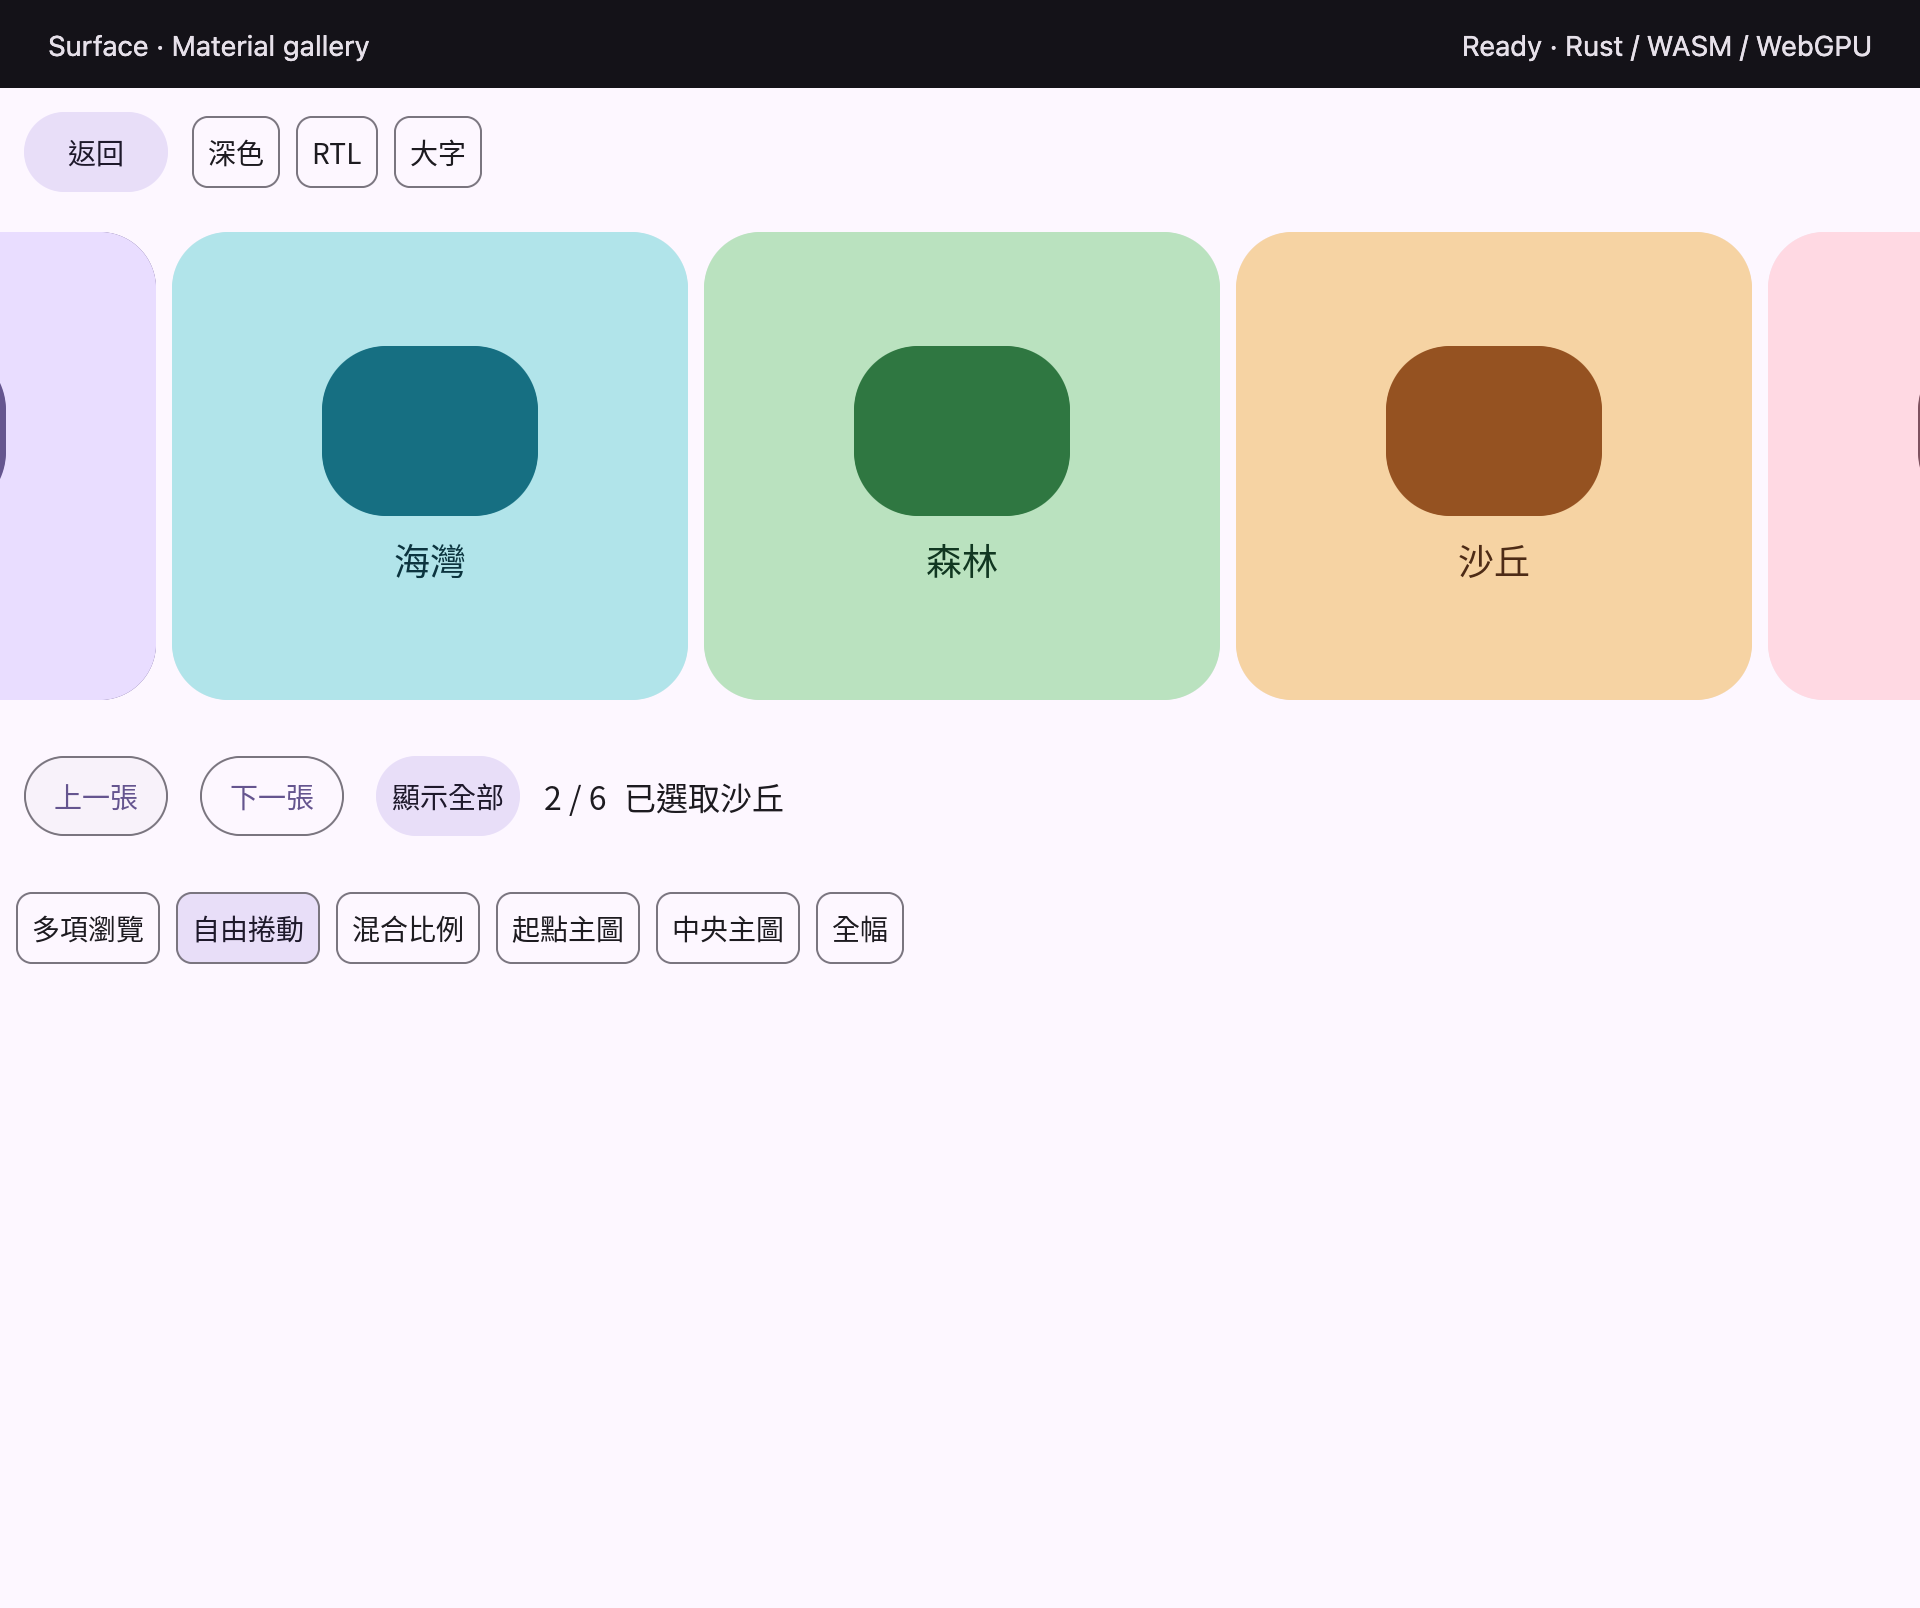 Surface · Material gallery
Ready · Rust / WASM / WebGPU
返回
深色
RTL
大字
海灣
森林
沙丘
上一張
下一張
顯示全部
2 / 6 已選取沙丘
多項瀏覽
自由捲動
混合比例
起點主圖
中央主圖
全幅